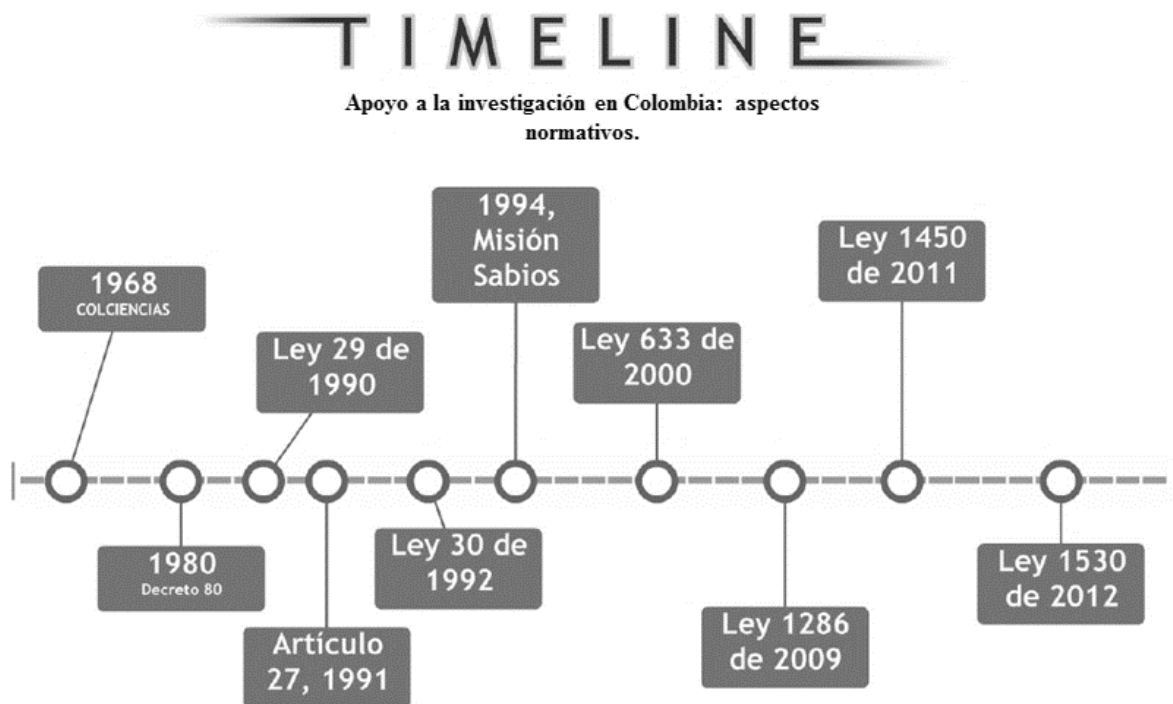 TIMELINE
Apoyo a la investigación en Colombia: aspectos
normativos.
1968
COLCIENCIAS
1980
Decreto 80
Ley 29 de
1990
Artículo
27, 1991
Ley 30 de
1992
1994,
Misión
Sabios
Ley 633 de
2000
Ley 1286
de 2009
Ley 1450
de 2011
Ley 1530
de 2012